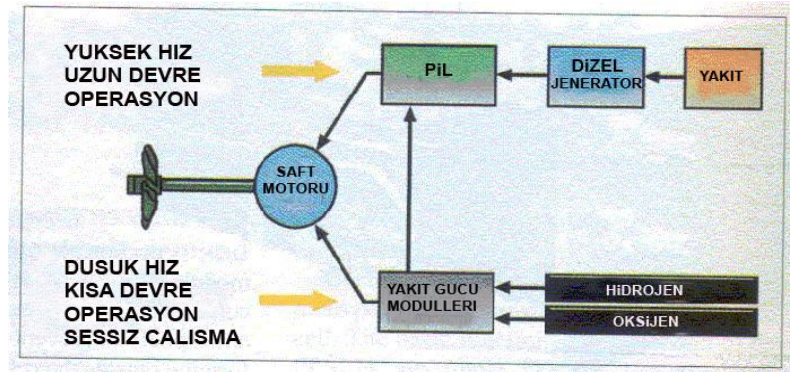 YUKSEK HIZ
UZUN DEVRE
OPERASYON
PiL
DiZEL
JENERATOR
YAKIT
SAFT
MOTORU
DUSUK HIZ
KISA DEVRE
OPERASYON
SESSIZ CALISMA
YAKIT GUCU
MODULLERI
HiDROJEN
OKSiJEN